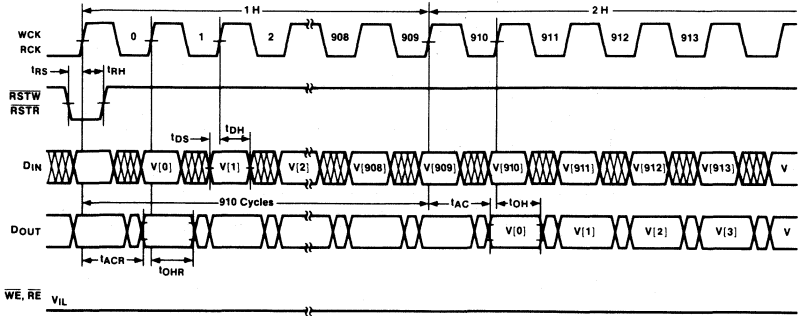 1 H 2 H
WCK
RCK
0 1 2 908 909 910 911 912 913
tRS tRH
RSTW
RSTR
tDS tDH
DIN V[0] V[1] V[2] V[908] V[909] V[910] V[911] V[912] V[913] V
910 Cycles tAC tOH
DOUT V[0] V[1] V[2] V[3] V
tACR tOHR
WE, RE VIL